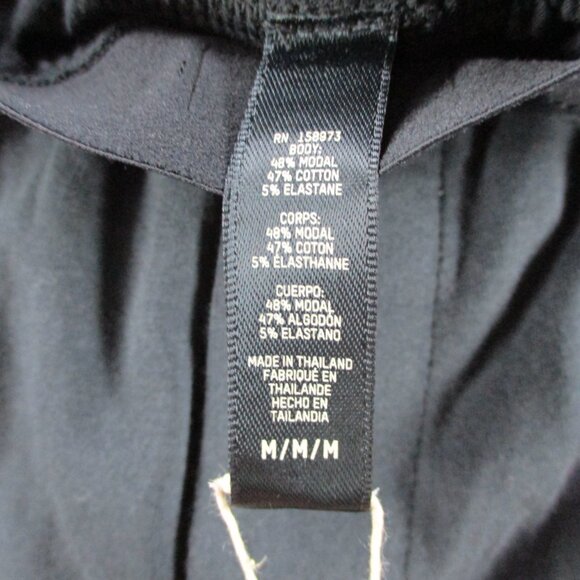 RN 158973
BODY:
48% MODAL
47% COTTON
5% ELASTANE
CORPS:
48% MODAL
47% COTON
5% ÉLASTHANNE
CUERPO:
48% MODAL
47% ALGODÓN
5% ELASTANO
MADE IN THAILAND
FABRIQUÉ EN
THAILANDE
HECHO EN
TAILANDIA
M/M/M